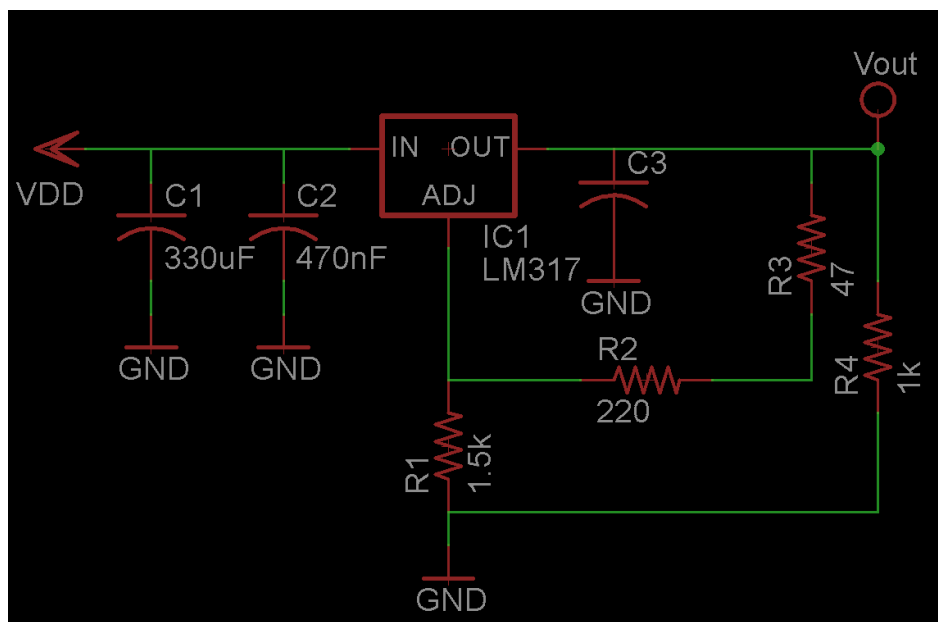 Vout
VDD
C1
330uF
GND
C2
470nF
GND
IN
OUT
ADJ
IC1
LM317
C3
GND
R3
47
R2
220
R4
1k
R1
1.5k
GND